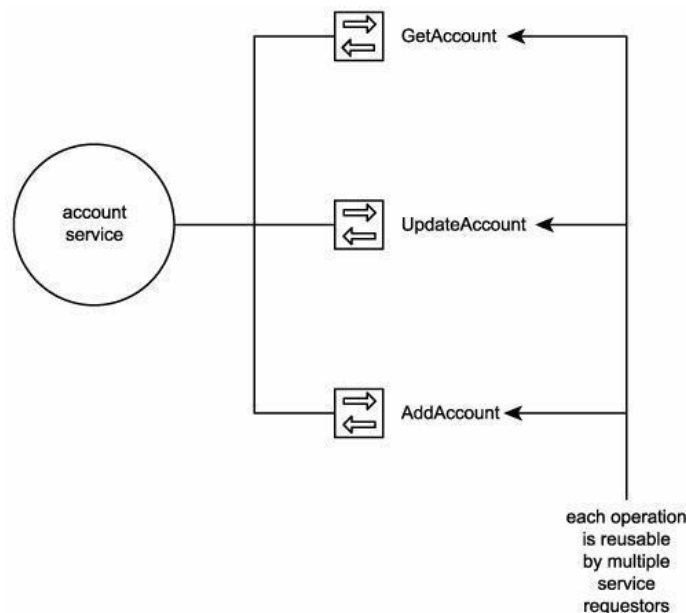 GetAccount
account
service
UpdateAccount
AddAccount
each operation
is reusable
by multiple
service
requestors